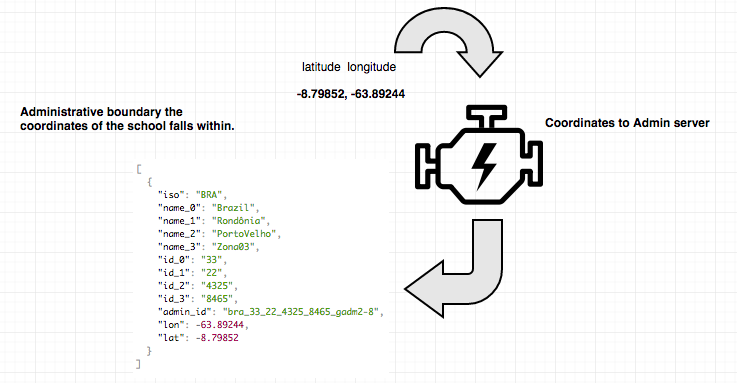 latitude  longitude
-8.79852, -63.89244
Administrative boundary the
coordinates of the school falls within.
Coordinates to Admin server
[
  {
    "iso": "BRA",
    "name_0": "Brazil",
    "name_1": "Rondônia",
    "name_2": "PortoVelho",
    "name_3": "Zona03",
    "id_0": "33",
    "id_1": "22",
    "id_2": "4325",
    "id_3": "8465",
    "admin_id": "bra_33_22_4325_8465_gadm2-8",
    "lon": -63.89244,
    "lat": -8.79852
  }
]